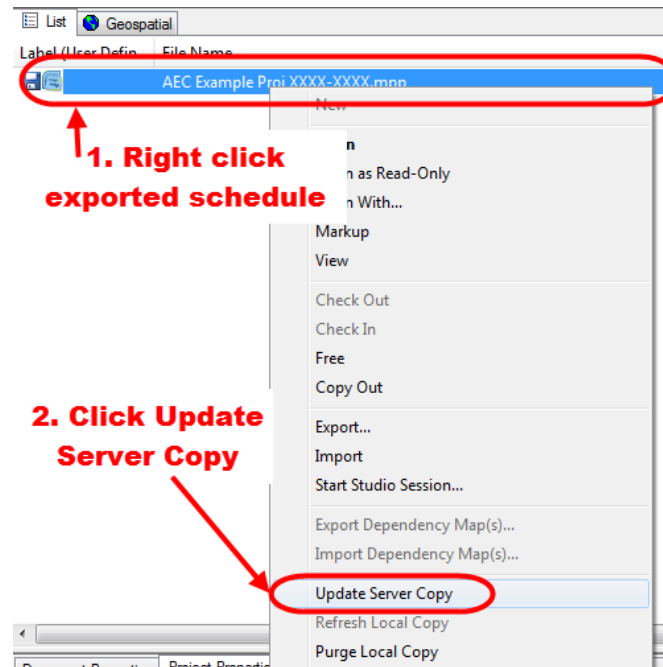 List Geospatial
Label (User Defin File Name
AEC Example Proj XXXX-XXXX.mpp
New
1. Right click
exported schedule
n
n as Read-Only
n With...
Markup
View
Check Out
Check In
Free
Copy Out
2. Click Update
Server Copy
Export...
Import
Start Studio Session...
Export Dependency Map(s)...
Import Dependency Map(s)...
Update Server Copy
Refresh Local Copy
Purge Local Copy
Project Properti